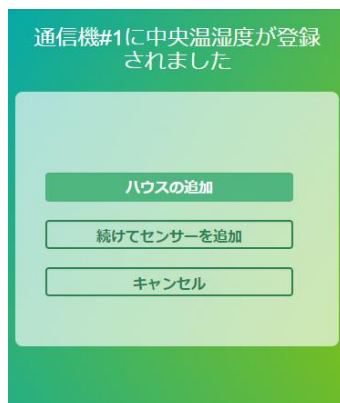 通信機#1に中央温湿度が登録
されました
ハウスの追加
続けてセンサーを追加
キャンセル